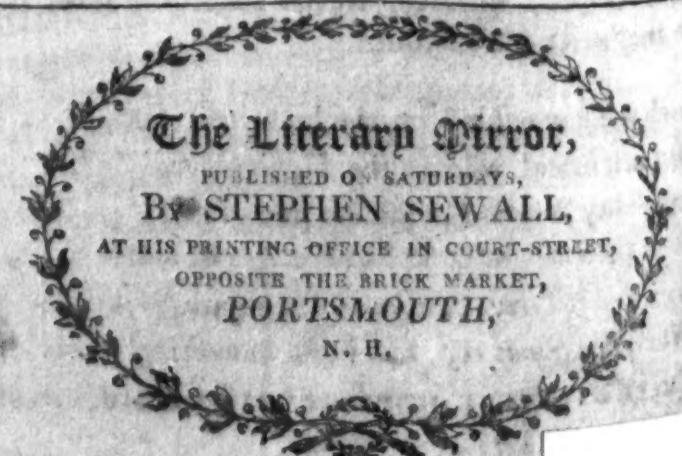 The Literary Mirror,
PUBLISHED ON SATURDAYS,
By STEPHEN SEWALL,
AT HIS PRINTING OFFICE IN COURT-STREET,
OPPOSITE THE BRICK MARKET,
PORTSMOUTH,
N. H.